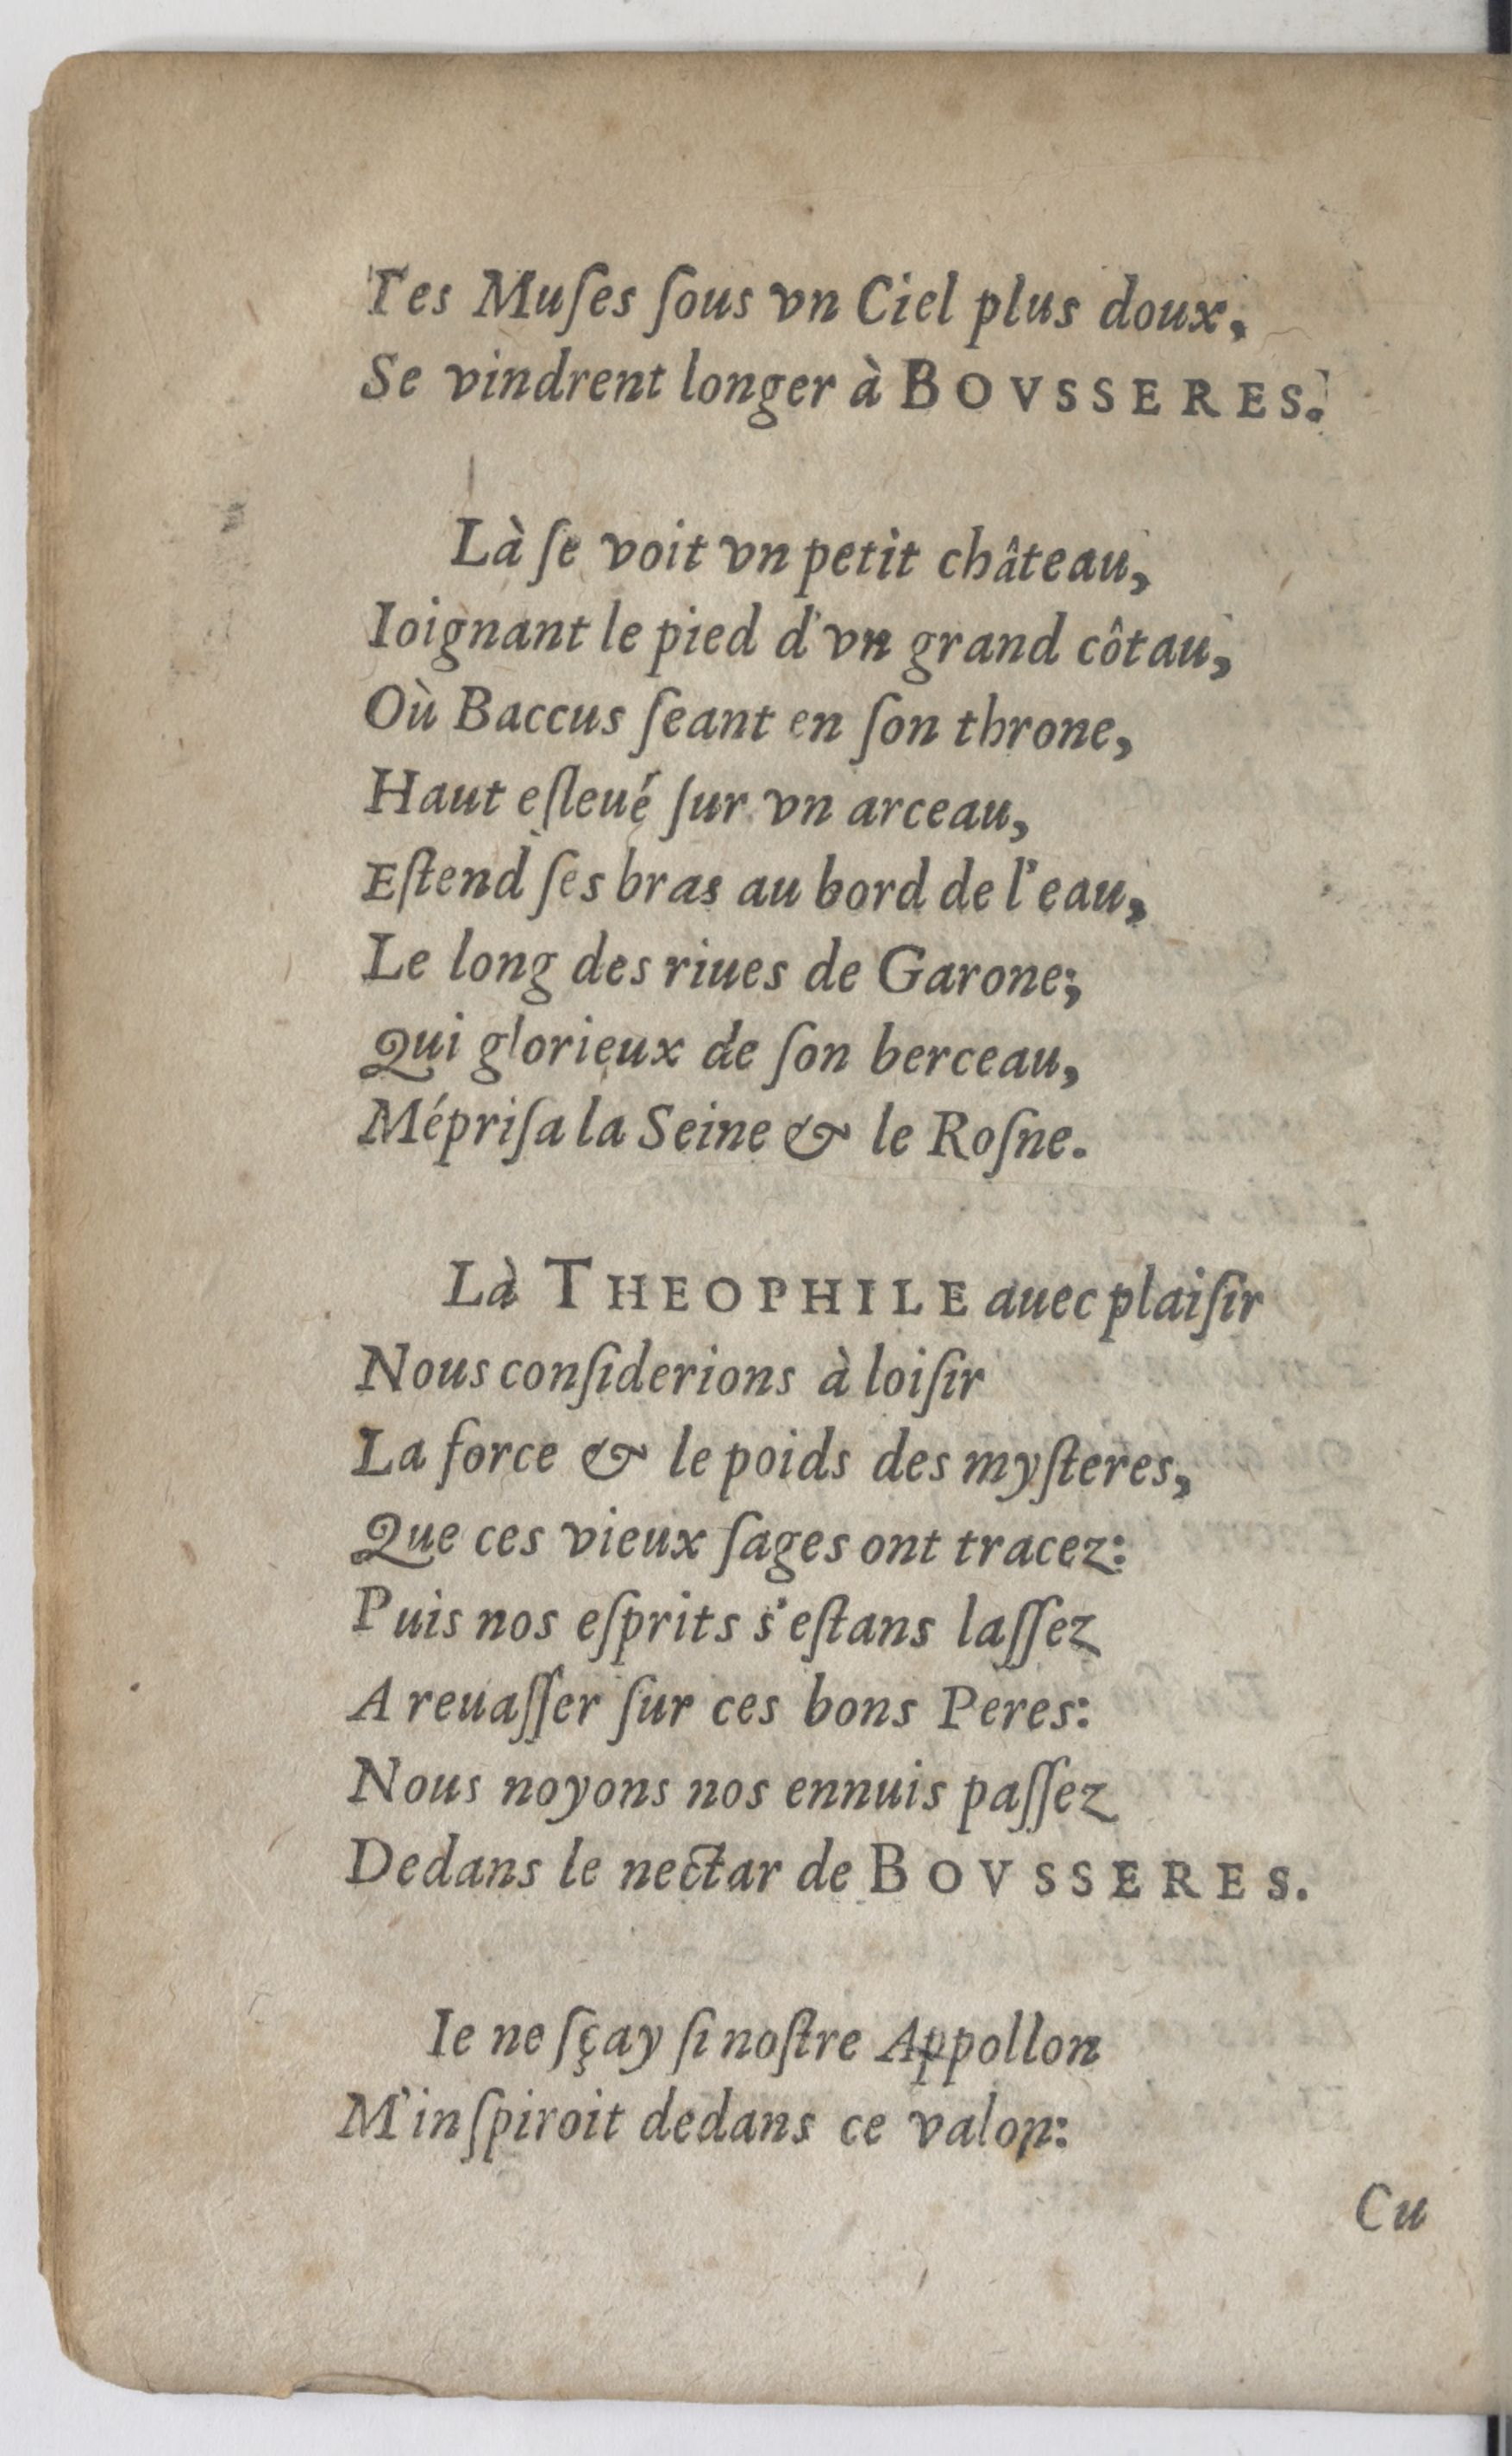 Tes Muſes ſous vn Ciel plus doux,
Se vindrent longer à BOVSSERES.
Là ſe voit vn petit château,
Ioignant le pied d'vn grand côtau,
Où Baccus ſeant en ſon throne,
Haut eſleué ſur vn arceau,
Eſtend ſes bras au bord de l'eau,
Le long des riues de Garone;
Qui glorieux de ſon berceau,
Mépriſa la Seine & le Roſne.
Là THEOPHILE auec plaiſir
Nous conſiderions à loiſir
La force & le poids des myſteres,
Que ces vieux ſages ont tracez:
Puis nos eſprits s'eſtans laſſez
A reuaſſer ſur ces bons Peres:
Nous noyons nos ennuis paſſez
Dedans le nectar de BOVSSERES.
Ie ne ſçay ſi noſtre Appollon
M'inſpiroit dedans ce valon:
Cu